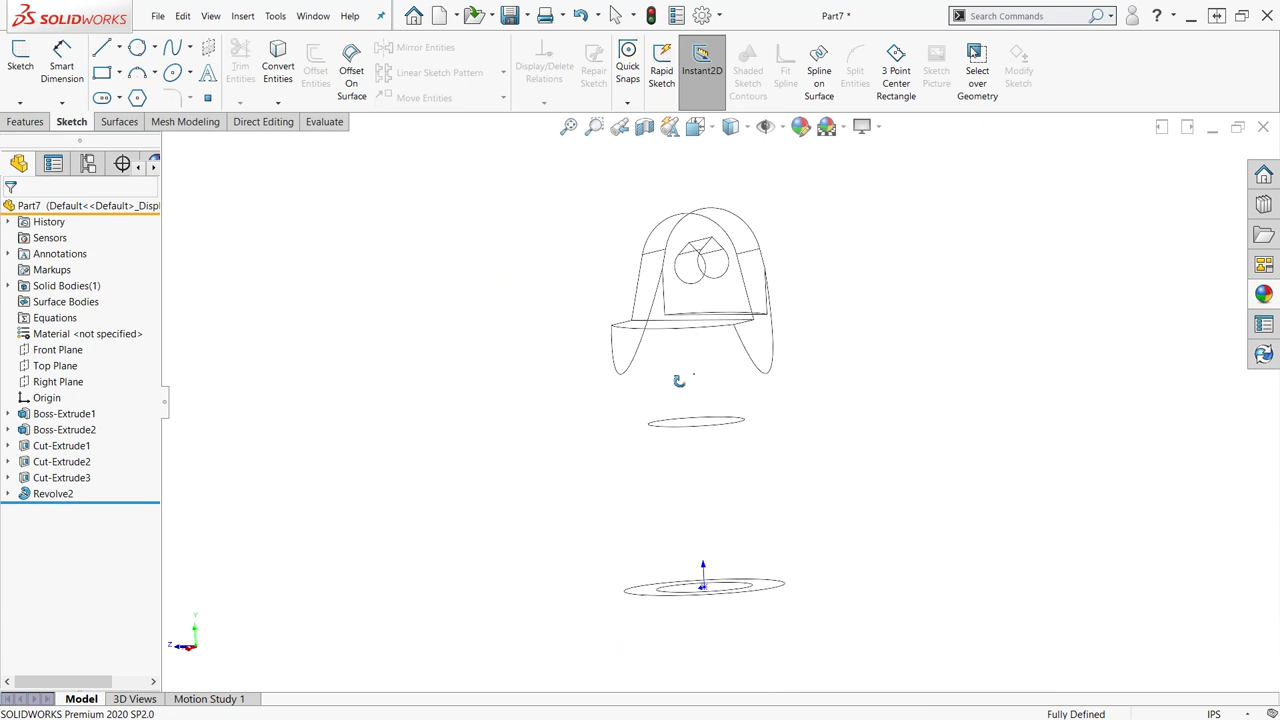 SOLIDWORKS
File Edit View Insert Tools Window Help
Part7 *
Search Commands
Sketch
Smart Dimension
Trim Entities
Convert Entities
Offset Entities
Offset On Surface
Mirror Entities
Linear Sketch Pattern
Move Entities
Display/Delete Relations
Repair Sketch
Quick Snaps
Rapid Sketch
Instant2D
Shaded Sketch Contours
Fit Spline
Spline on Surface
Split Entities
3 Point Center Rectangle
Sketch Picture
Select over Geometry
Modify Sketch
Features Sketch Surfaces Mesh Modeling Direct Editing Evaluate
Part7 (Default<<Default>_Displ
History
Sensors
Annotations
Markups
Solid Bodies(1)
Surface Bodies
Equations
Material <not specified>
Front Plane
Top Plane
Right Plane
Origin
Boss-Extrude1
Boss-Extrude2
Cut-Extrude1
Cut-Extrude2
Cut-Extrude3
Revolve2
Y
Z
Model 3D Views Motion Study 1
SOLIDWORKS Premium 2020 SP2.0
Fully Defined
IPS